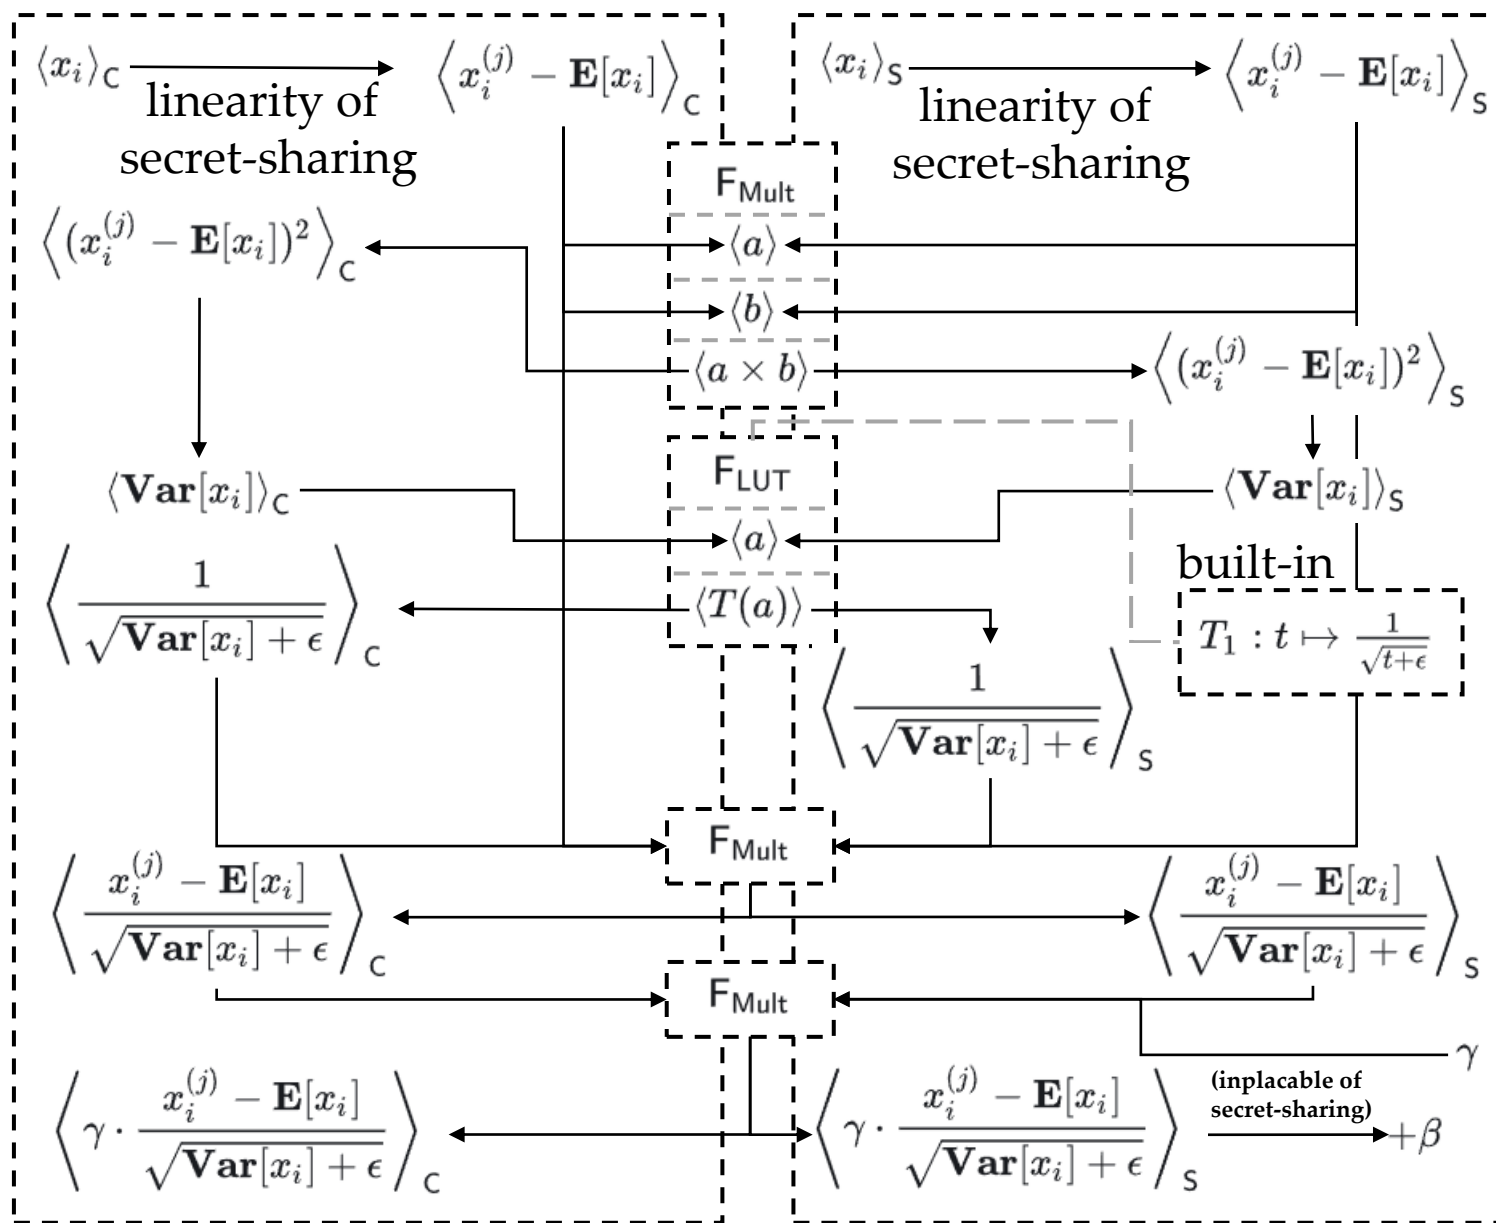 ⟨x_i⟩_C
⟨x_i^{(j)} − E[x_i]⟩_C
linearity of
secret-sharing
⟨x_i⟩_S
⟨x_i^{(j)} − E[x_i]⟩_S
linearity of
secret-sharing
F_Mult
⟨a⟩
⟨b⟩
⟨a × b⟩
⟨(x_i^{(j)} − E[x_i])^2⟩_C
⟨(x_i^{(j)} − E[x_i])^2⟩_S
⟨Var[x_i]⟩_C
F_LUT
⟨a⟩
⟨T(a)⟩
⟨Var[x_i]⟩_S
built-in
T_1 : t ↦ 1/√(t+ϵ)
⟨1/√(Var[x_i] + ϵ)⟩_C
⟨1/√(Var[x_i] + ϵ)⟩_S
F_Mult
⟨(x_i^{(j)} − E[x_i])/√(Var[x_i] + ϵ)⟩_C
⟨(x_i^{(j)} − E[x_i])/√(Var[x_i] + ϵ)⟩_S
F_Mult
γ
⟨γ · (x_i^{(j)} − E[x_i])/√(Var[x_i] + ϵ)⟩_C
⟨γ · (x_i^{(j)} − E[x_i])/√(Var[x_i] + ϵ)⟩_S
(inplacable of
secret-sharing)
+β